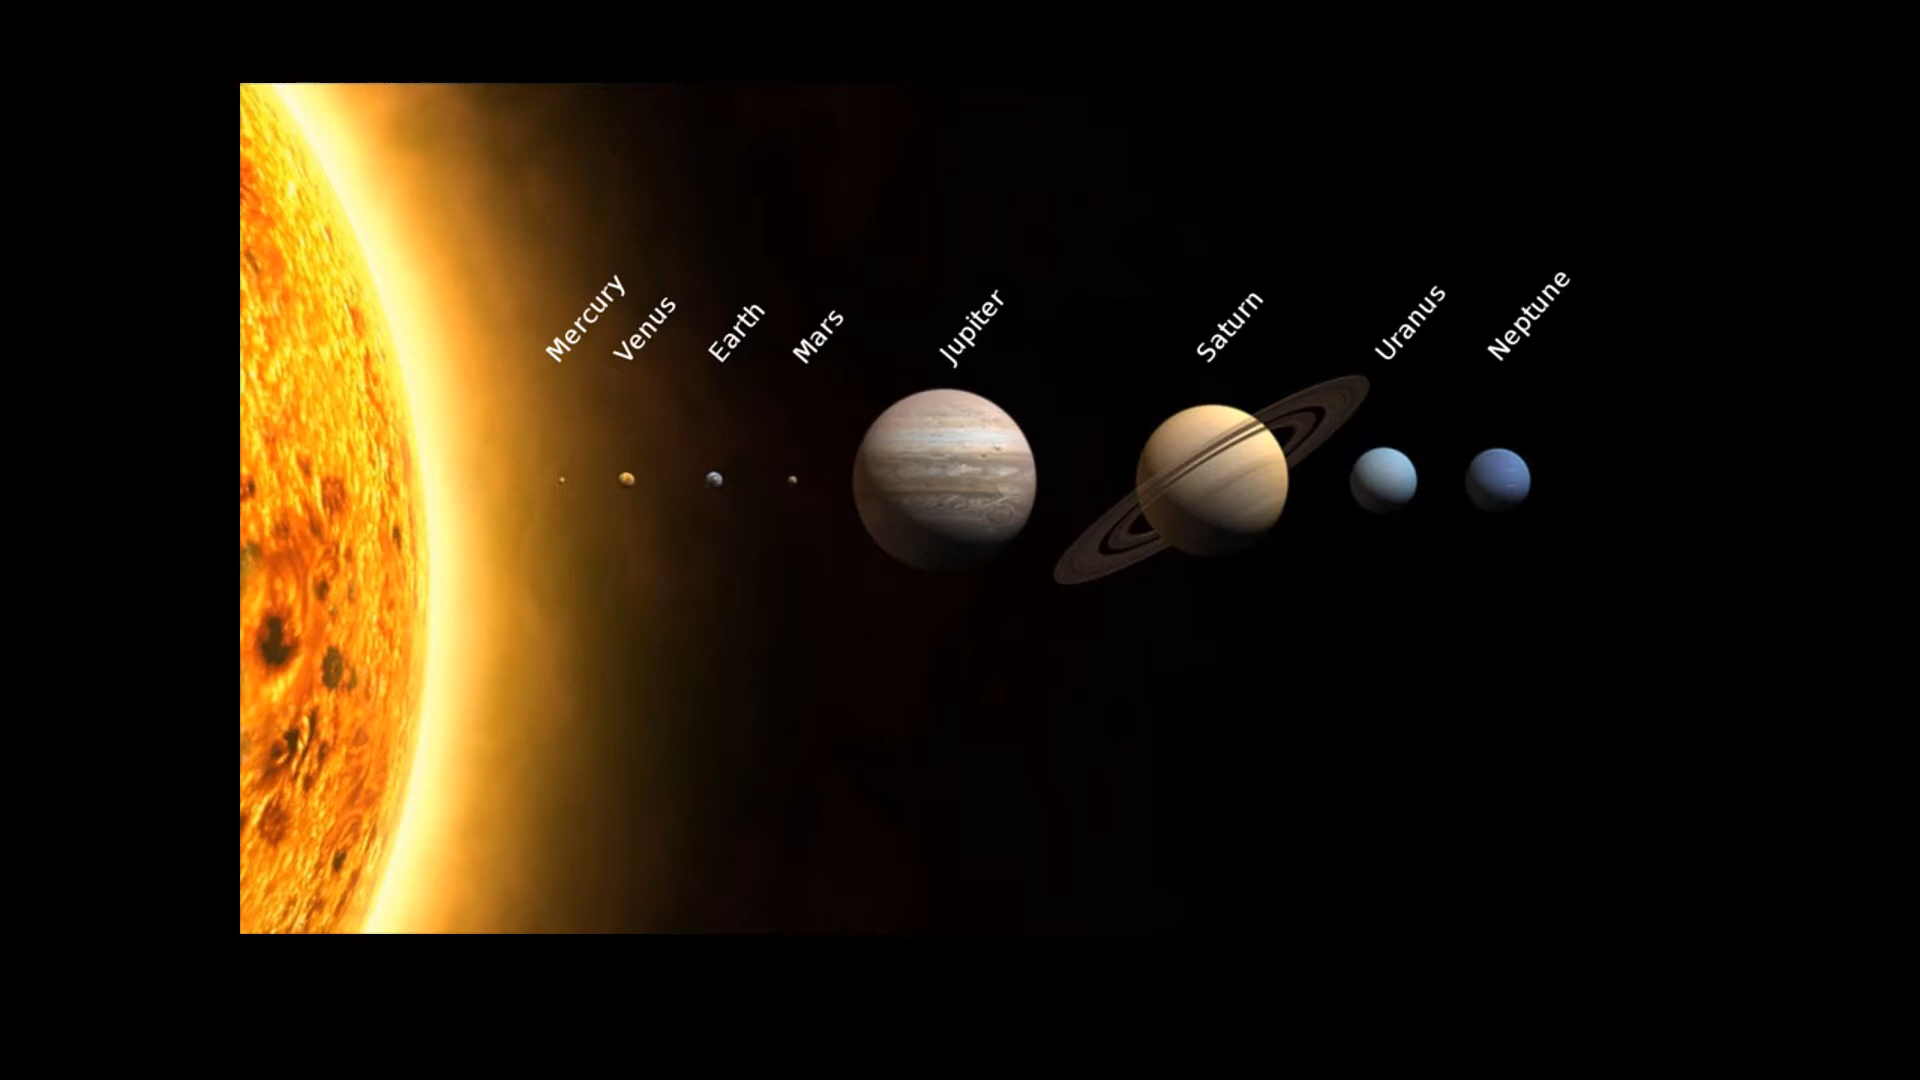 Mercury
Venus
Earth
Mars
Jupiter
Saturn
Uranus
Neptune